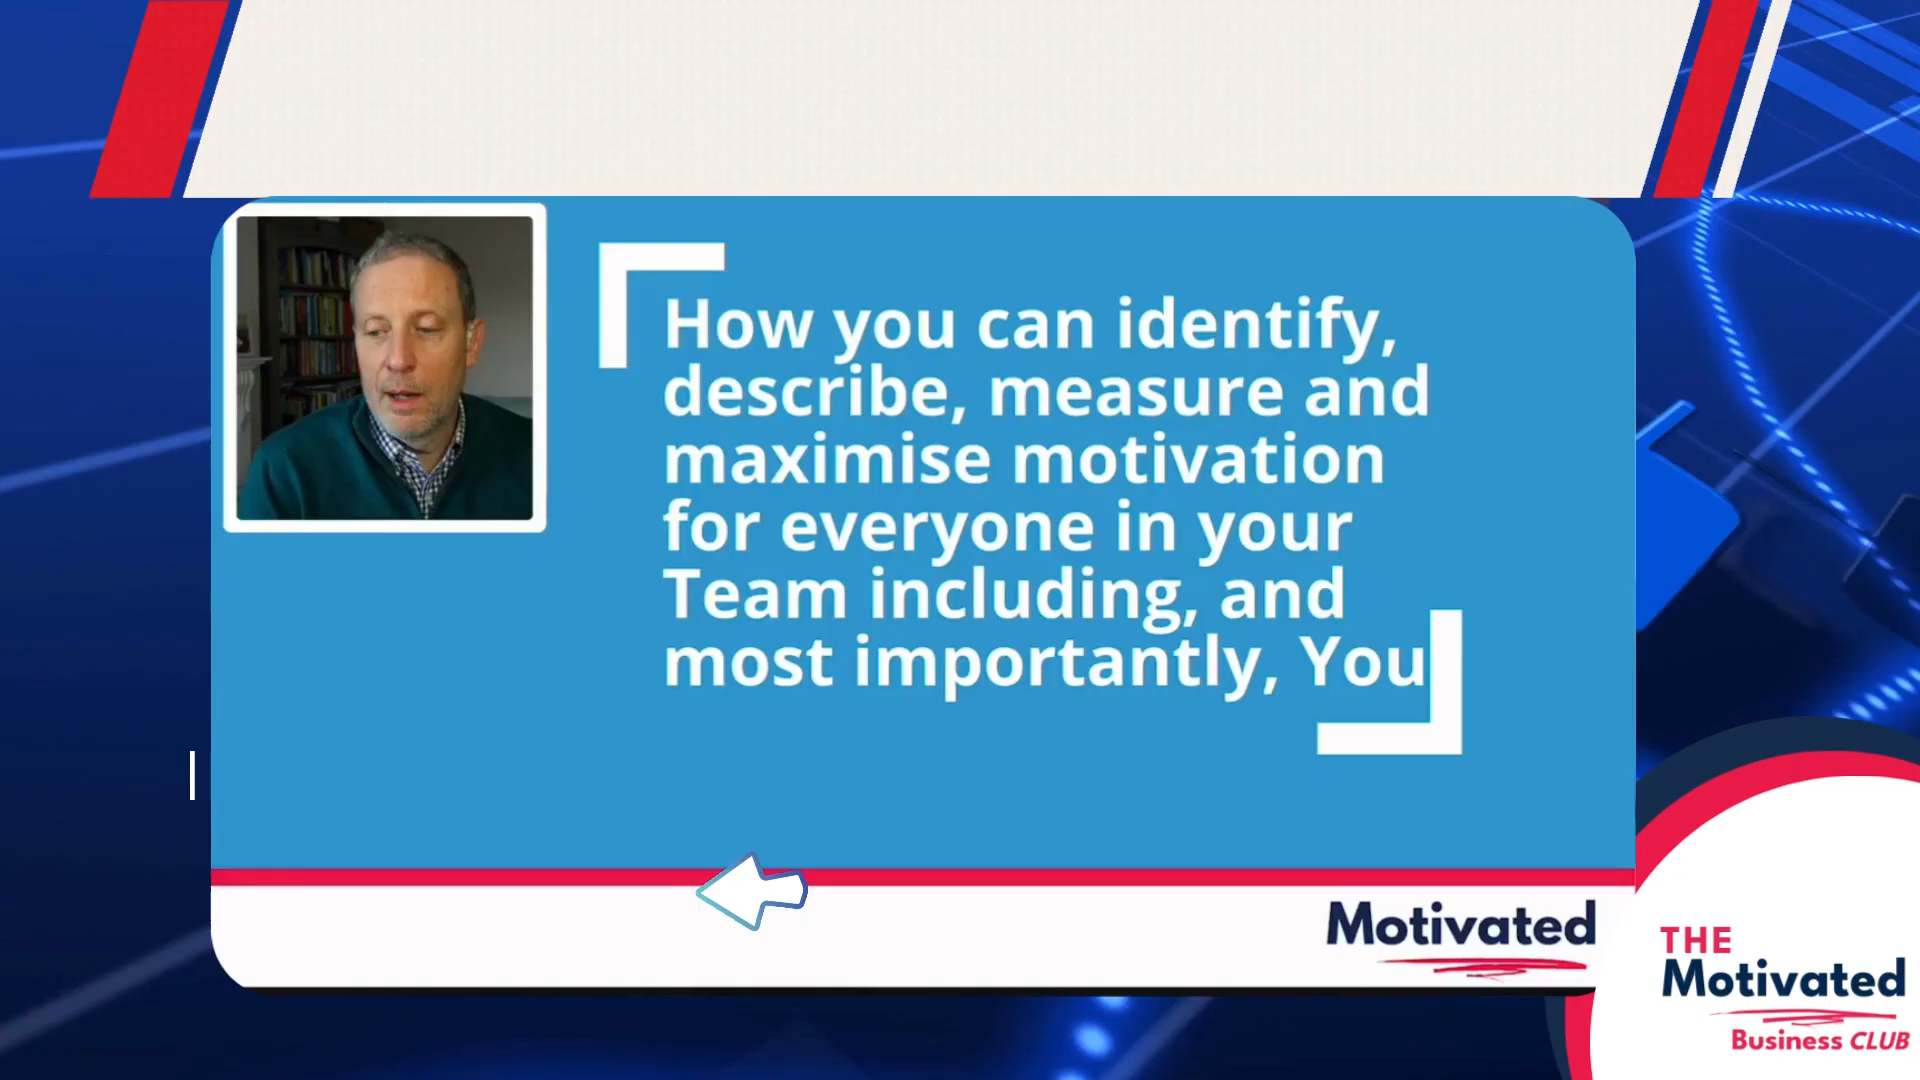 How you can identify,
describe, measure and
maximise motivation
for everyone in your
Team including, and
most importantly, You
Motivated
THE
Motivated
Business CLUB